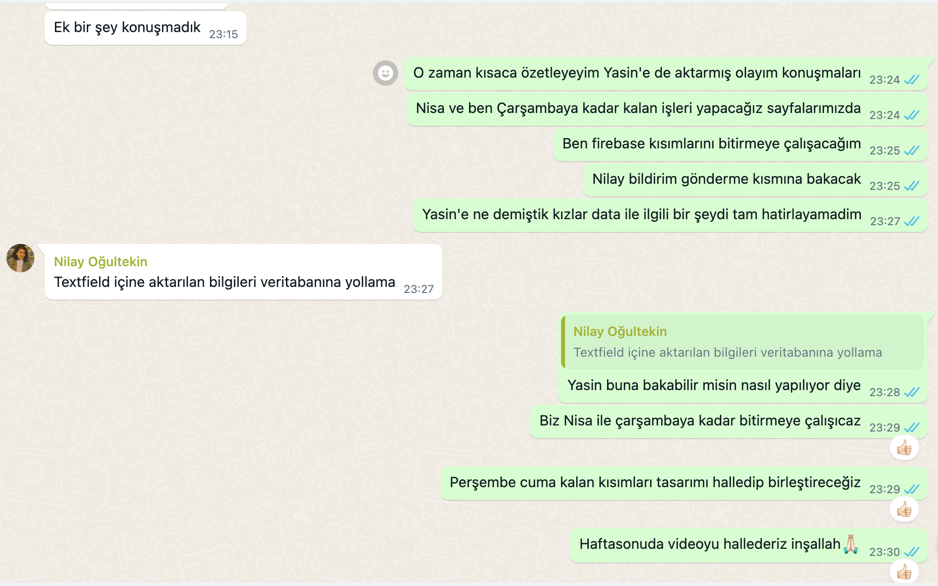 Ek bir şey konuşmadık 23:15
O zaman kısaca özetleyeyim Yasin'e de aktarmış olayım konuşmaları 23:24
Nisa ve ben Çarşambaya kadar kalan işleri yapacağız sayfalarımızda 23:24
Ben firebase kısımlarını bitirmeye çalışacağım 23:25
Nilay bildirim gönderme kısmına bakacak 23:25
Yasin'e ne demiştik kızlar data ile ilgili bir şeydi tam hatirlayamadim 23:27
Nilay Oğultekin
Textfield içine aktarılan bilgileri veritabanına yollama 23:27
Nilay Oğultekin
Textfield içine aktarılan bilgileri veritabanına yollama
Yasin buna bakabilir misin nasıl yapılıyor diye 23:28
Biz Nisa ile çarşambaya kadar bitirmeye çalışıcaz 23:29
Perşembe cuma kalan kısımları tasarımı halledip birleştireceğiz 23:29
Haftasonuda videoyu hallederiz inşallah🙏🏻 23:30